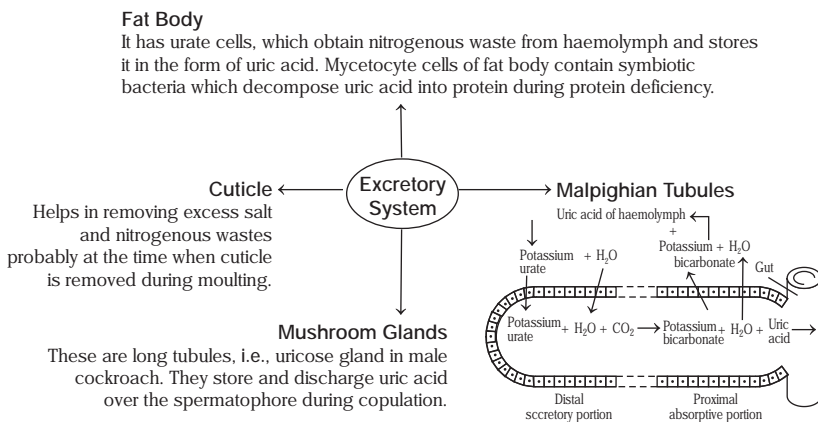 Fat Body
It has urate cells, which obtain nitrogenous waste from haemolymph and stores
it in the form of uric acid. Mycetocyte cells of fat body contain symbiotic
bacteria which decompose uric acid into protein during protein deficiency.
Cuticle
Helps in removing excess salt
and nitrogenous wastes
probably at the time when cuticle
is removed during moulting.
Excretory
System
Malpighian Tubules
Uric acid of haemolymph
+
Potassium + H₂O
bicarbonate
Potassium + H₂O
urate
Gut
Potassium + H₂O + CO₂
urate
Potassium + H₂O + Uric
bicarbonate acid
Distal
sccretory portion
Proximal
absorptive portion
Mushroom Glands
These are long tubules, i.e., uricose gland in male
cockroach. They store and discharge uric acid
over the spermatophore during copulation.